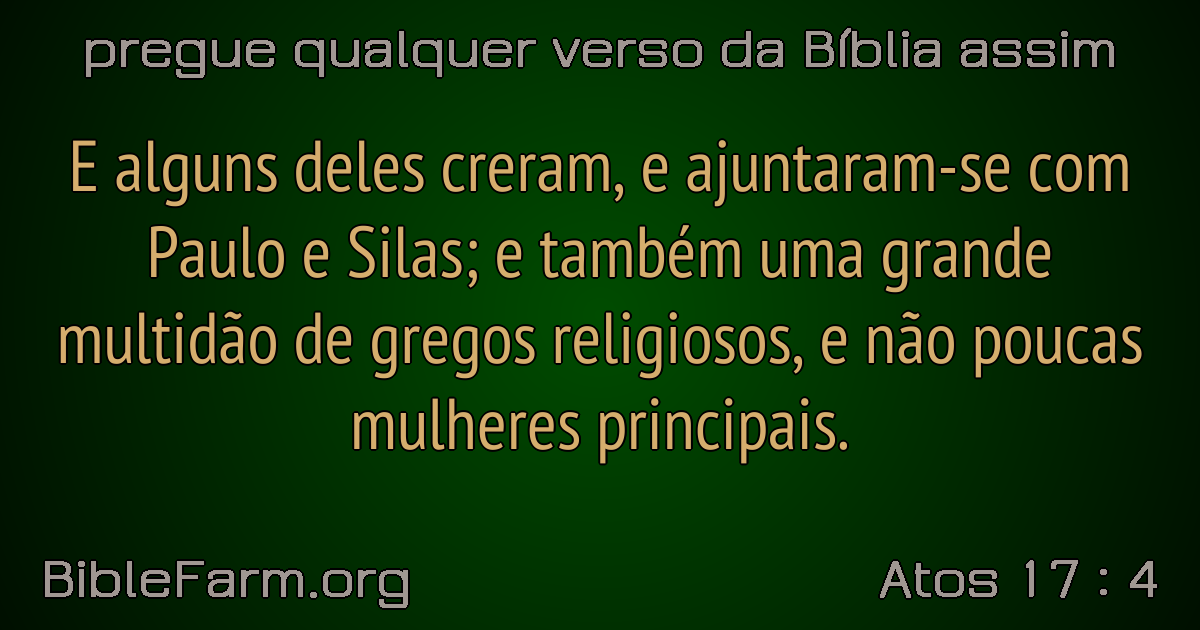 pregue qualquer verso da Bíblia assim
E alguns deles creram, e ajuntaram-se com
Paulo e Silas; e também uma grande
multidão de gregos religiosos, e não poucas
mulheres principais.
BibleFarm.org
Atos 17 : 4